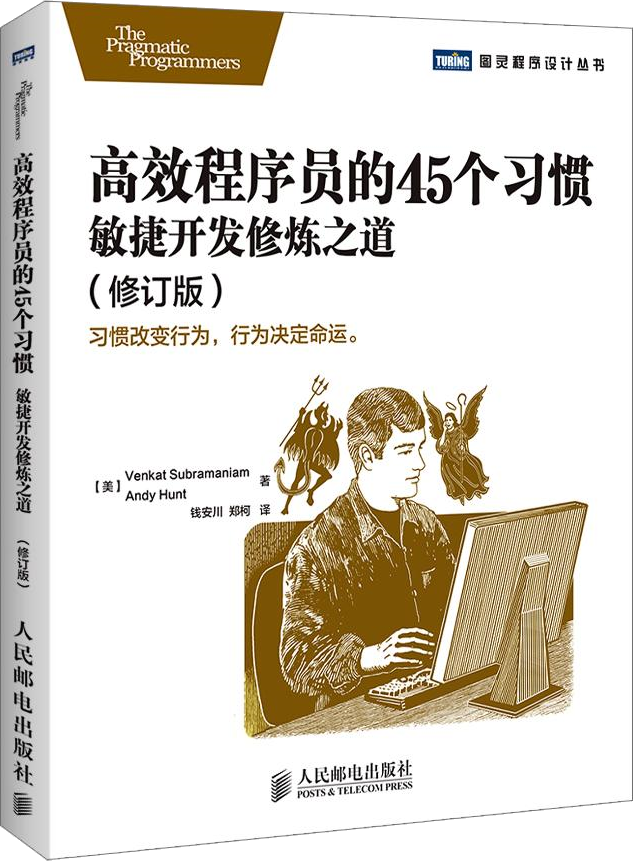 The
Pragmatic
Programmers
TURING 图灵程序设计丛书
高效程序员的45个习惯
敏捷开发修炼之道
(修订版)
习惯改变行为，行为决定命运。
【美】 Venkat Subramaniam
Andy Hunt
著
钱安川 郑柯 译
人民邮电出版社
POSTS & TELECOM PRESS
TURING
The
Pragmatic
Programmers
高效程序员的45个习惯
敏捷开发修炼之道
(修订版)
人民邮电出版社